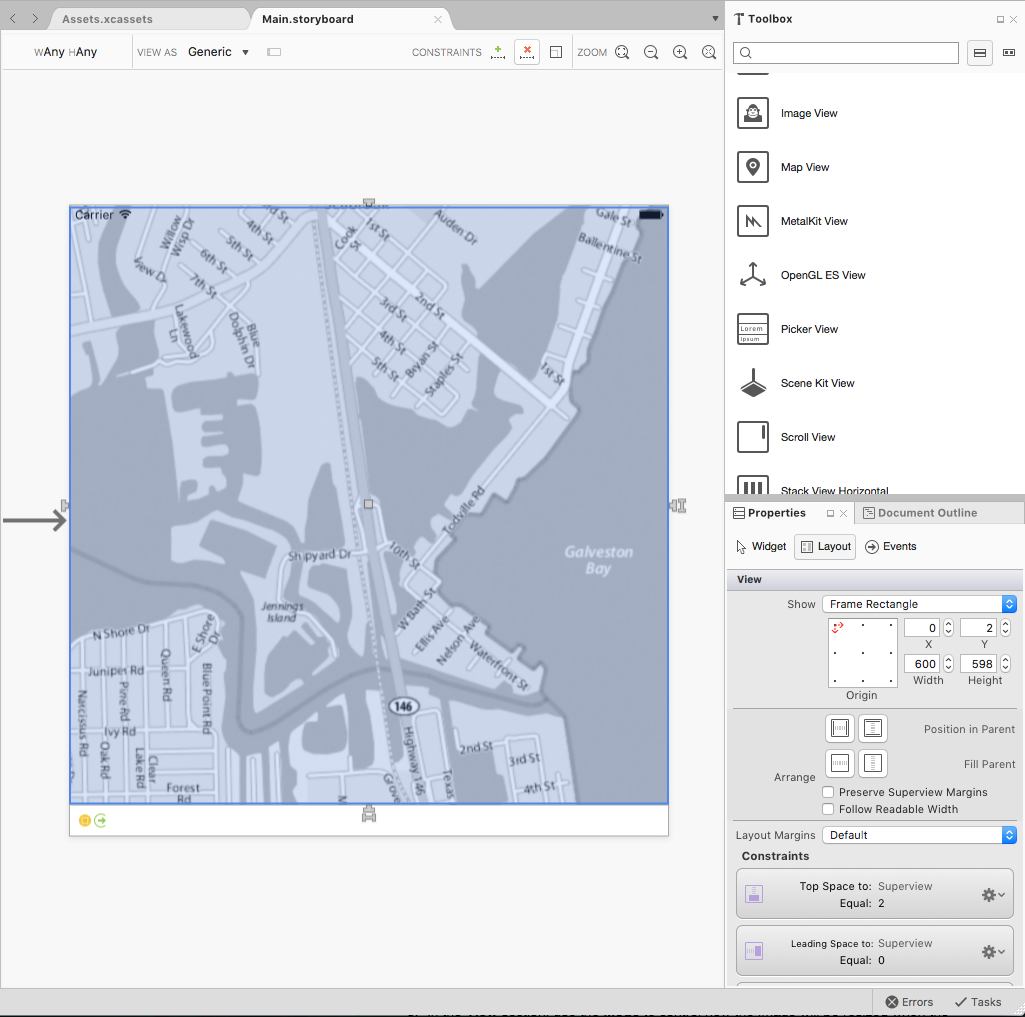 Assets.xcassets
Main.storyboard
Toolbox
wAny hAny
VIEW AS
Generic
CONSTRAINTS
ZOOM
Image View
Map View
MetalKit View
OpenGL ES View
Lorem
Ipsum
Picker View
Scene Kit View
Scroll View
Stack View Horizontal
Carrier
Willow
Wisp Dr
3rd St
4th St
5th St
6th St
7th St
View Dr
Lakewood
Ln
Blue
Dolphin Dr
Cook
St
1st St
Auden Dr
Gale St
Ballentine St
2nd St
3rd St
4th St
5th St
Bryan St
Staples St
1st St
Todville Rd
Shipyard Dr
10th St
Galveston
Bay
Jennings
Island
W Bath St
Ellis Ave
Nelson Ave
Waterfront St
N Shore Dr
E Shore
Dr
Juniper Rd
Queen Rd
Pine Rd
Blue Point Rd
Narcissus Rd
Ivy Rd
Oak Rd
Lake Rd
Clear
Forest
Rd
146
Highway 146
2nd St
3rd St
4th St
Texas
Grove
N
Properties
Document Outline
Widget
Layout
Events
View
Show
Frame Rectangle
0
2
X
Y
600
598
Width
Height
Origin
Position in Parent
Fill Parent
Arrange
Preserve Superview Margins
Follow Readable Width
Layout Margins
Default
Constraints
Top Space to: Superview
Equal: 2
Leading Space to: Superview
Equal: 0
Errors
Tasks